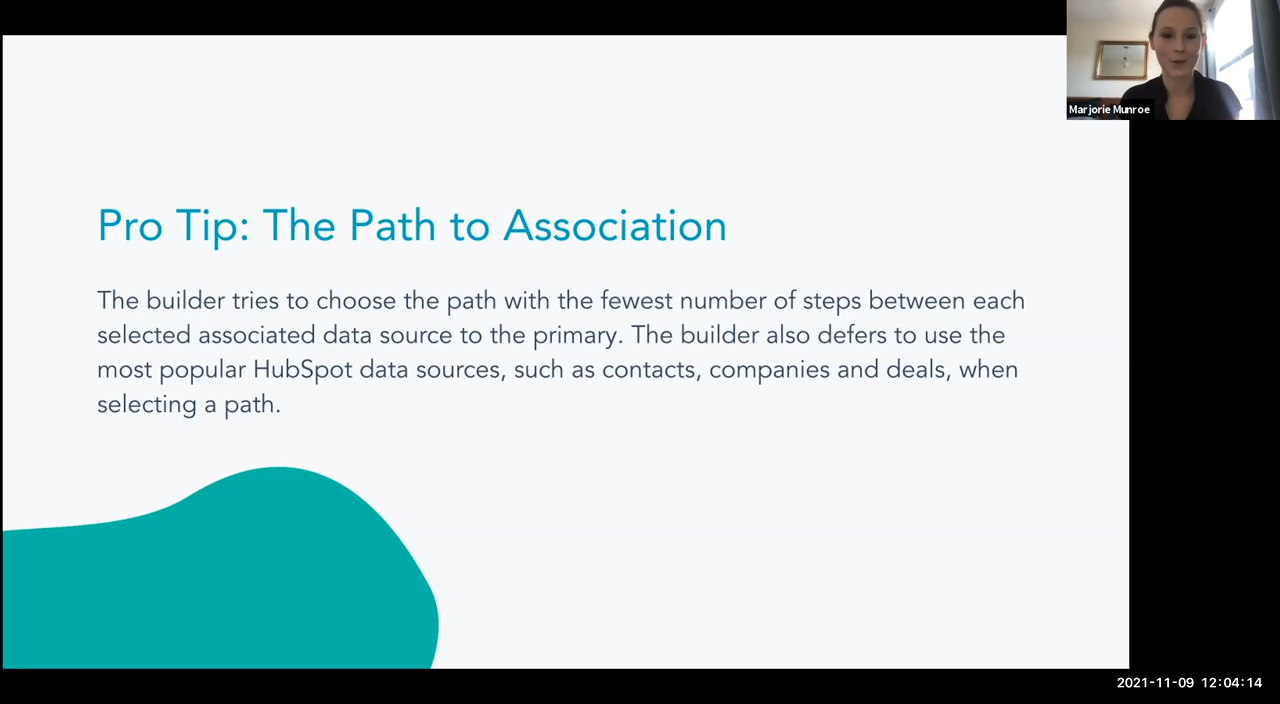 Marjorie Munroe
Pro Tip: The Path to Association
The builder tries to choose the path with the fewest number of steps between each
selected associated data source to the primary. The builder also defers to use the
most popular HubSpot data sources, such as contacts, companies and deals, when
selecting a path.
2021-11-09 12:04:14